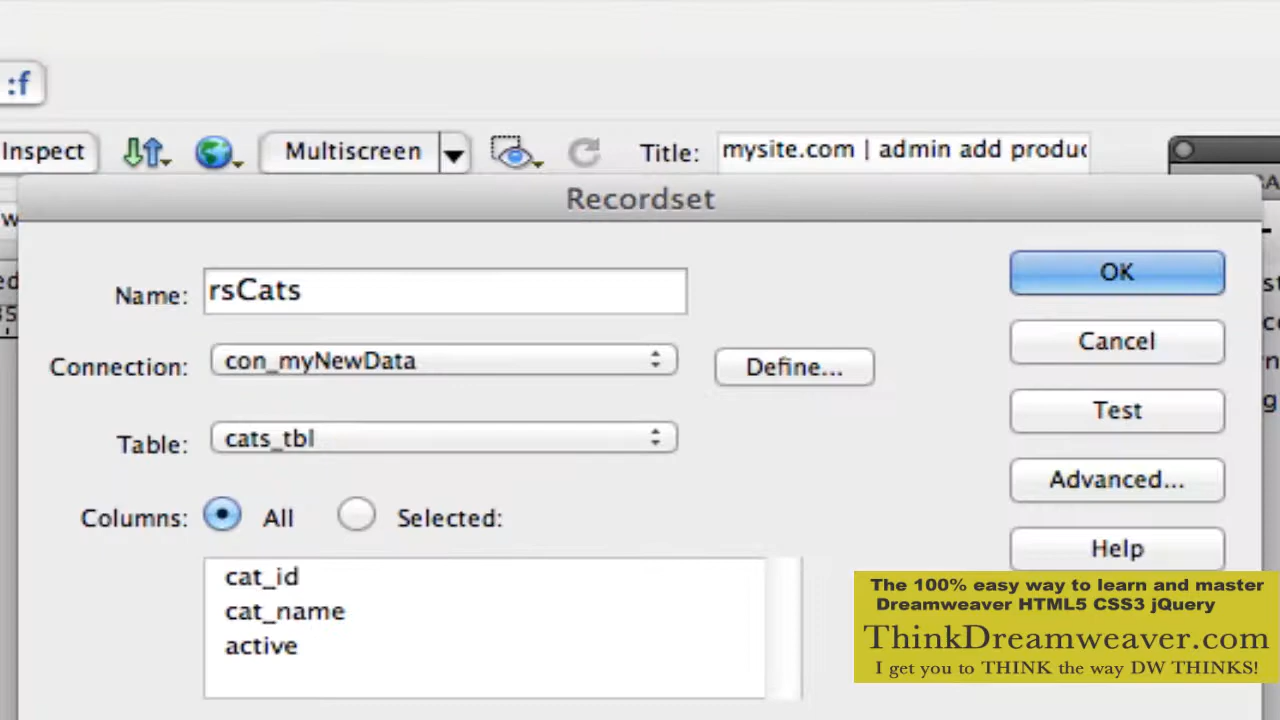 :f
Inspect
Multiscreen
Title: mysite.com | admin add produc
Recordset
Name: rsCats
OK
Cancel
Connection: con_myNewData
Define...
Test
Table: cats_tbl
Advanced...
Columns: All Selected:
Help
cat_id
cat_name
active
The 100% easy way to learn and master
Dreamweaver HTML5 CSS3 jQuery
ThinkDreamweaver.com
I get you to THINK the way DW THINKS!